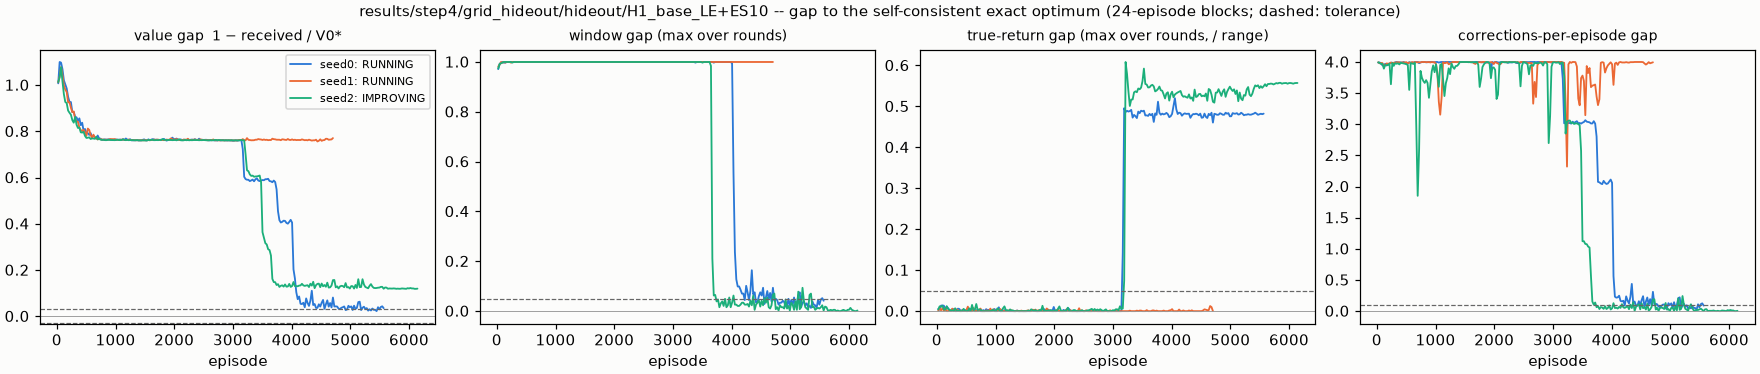 results/step4/grid_hideout/hideout/H1_base_LE+ES10 -- gap to the self-consistent exact optimum (24-episode blocks; dashed: tolerance)
value gap 1 − received / V0*
1.0
0.8
0.6
0.4
0.2
0.0
seed0: RUNNING
seed1: RUNNING
seed2: IMPROVING
0 1000 2000 3000 4000 5000 6000
episode
window gap (max over rounds)
1.0
0.8
0.6
0.4
0.2
0.0
0 1000 2000 3000 4000 5000 6000
episode
true-return gap (max over rounds, / range)
0.6
0.5
0.4
0.3
0.2
0.1
0.0
0 1000 2000 3000 4000 5000 6000
episode
corrections-per-episode gap
4.0
3.5
3.0
2.5
2.0
1.5
1.0
0.5
0.0
0 1000 2000 3000 4000 5000 6000
episode